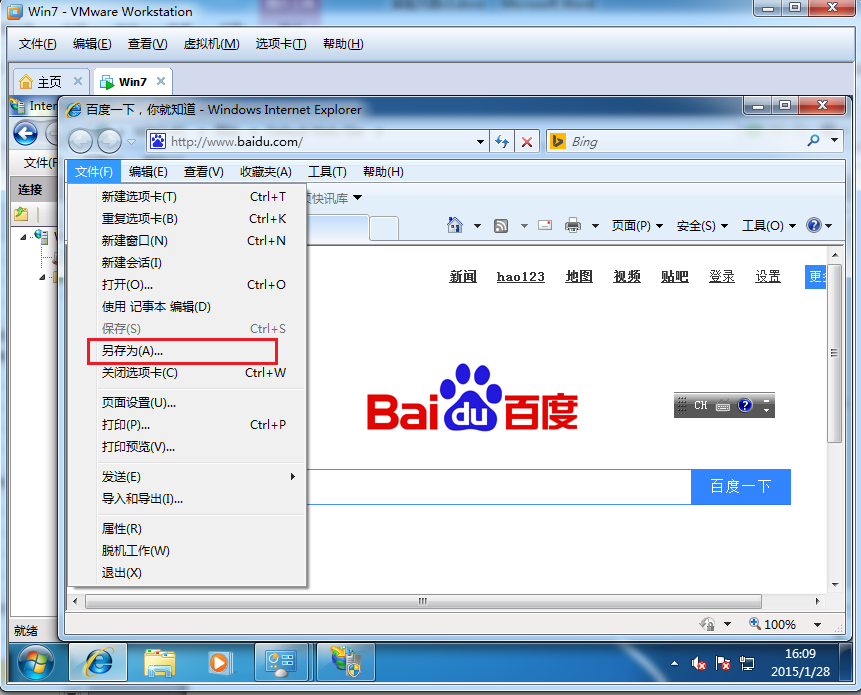 Win7 - VMware Workstation
文件(F) 编辑(E) 查看(V) 虚拟机(M) 选项卡(T) 帮助(H)
主页 Win7
Inter
百度一下，你就知道 - Windows Internet Explorer
http://www.baidu.com/ Bing
文件(F
文件(F) 编辑(E) 查看(V) 收藏夹(A) 工具(T) 帮助(H)
连接
新建选项卡(T) Ctrl+T
快讯库
重复选项卡(B) Ctrl+K
页面(P) 安全(S) 工具(O)
新建窗口(N) Ctrl+N
新建会话(I)
新闻 hao123 地图 视频 贴吧 登录 设置
打开(O)... Ctrl+O
使用 记事本 编辑(D)
保存(S) Ctrl+S
另存为(A)...
关闭选项卡(C) Ctrl+W
页面设置(U)...
打印(P)... Ctrl+P
打印预览(V)...
发送(E)
导入和导出(I)...
属性(R)
脱机工作(W)
退出(X)
Baidu百度
CH
百度一下
100%
就绪
16:09
2015/1/28